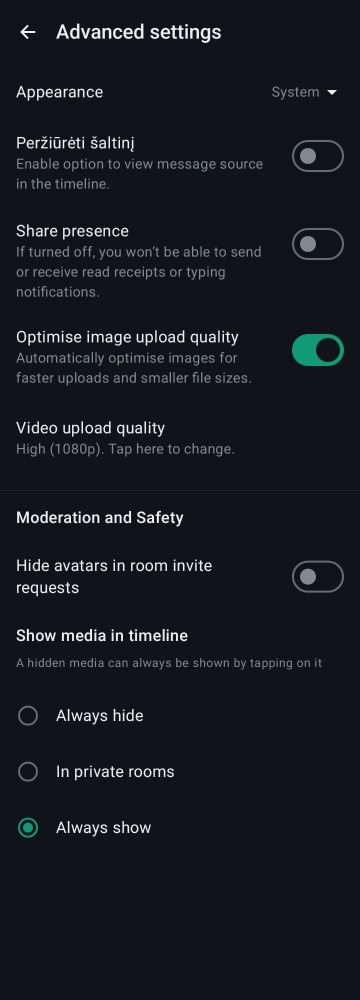 Advanced settings
Appearance
System
Peržiūrėti šaltinį
Enable option to view message source
in the timeline.
Share presence
If turned off, you won’t be able to send
or receive read receipts or typing
notifications.
Optimise image upload quality
Automatically optimise images for
faster uploads and smaller file sizes.
Video upload quality
High (1080p). Tap here to change.
Moderation and Safety
Hide avatars in room invite
requests
Show media in timeline
A hidden media can always be shown by tapping on it
Always hide
In private rooms
Always show